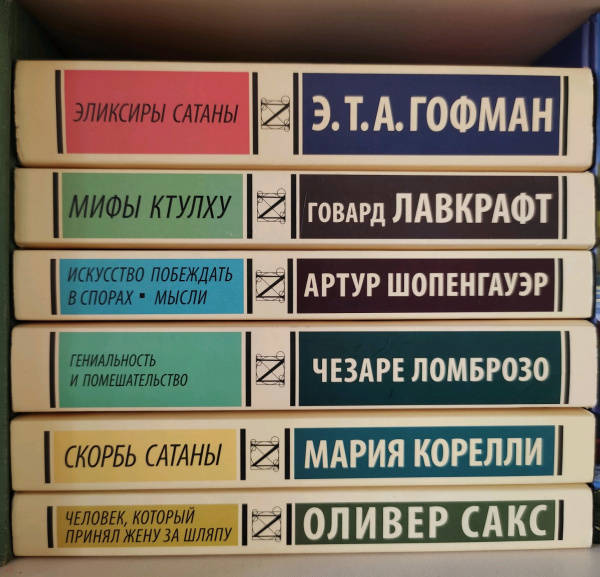 ЭЛИКСИРЫ САТАНЫ
Э. Т. А. ГОФМАН
МИФЫ КТУЛХУ
ГОВАРД ЛАВКРАФТ
ИСКУССТВО ПОБЕЖДАТЬ
В СПОРАХ ▪ МЫСЛИ
АРТУР ШОПЕНГАУЭР
ГЕНИАЛЬНОСТЬ
И ПОМЕШАТЕЛЬСТВО
ЧЕЗАРЕ ЛОМБРОЗО
СКОРБЬ САТАНЫ
МАРИЯ КОРЕЛЛИ
ЧЕЛОВЕК, КОТОРЫЙ
ПРИНЯЛ ЖЕНУ ЗА ШЛЯПУ
ОЛИВЕР САКС